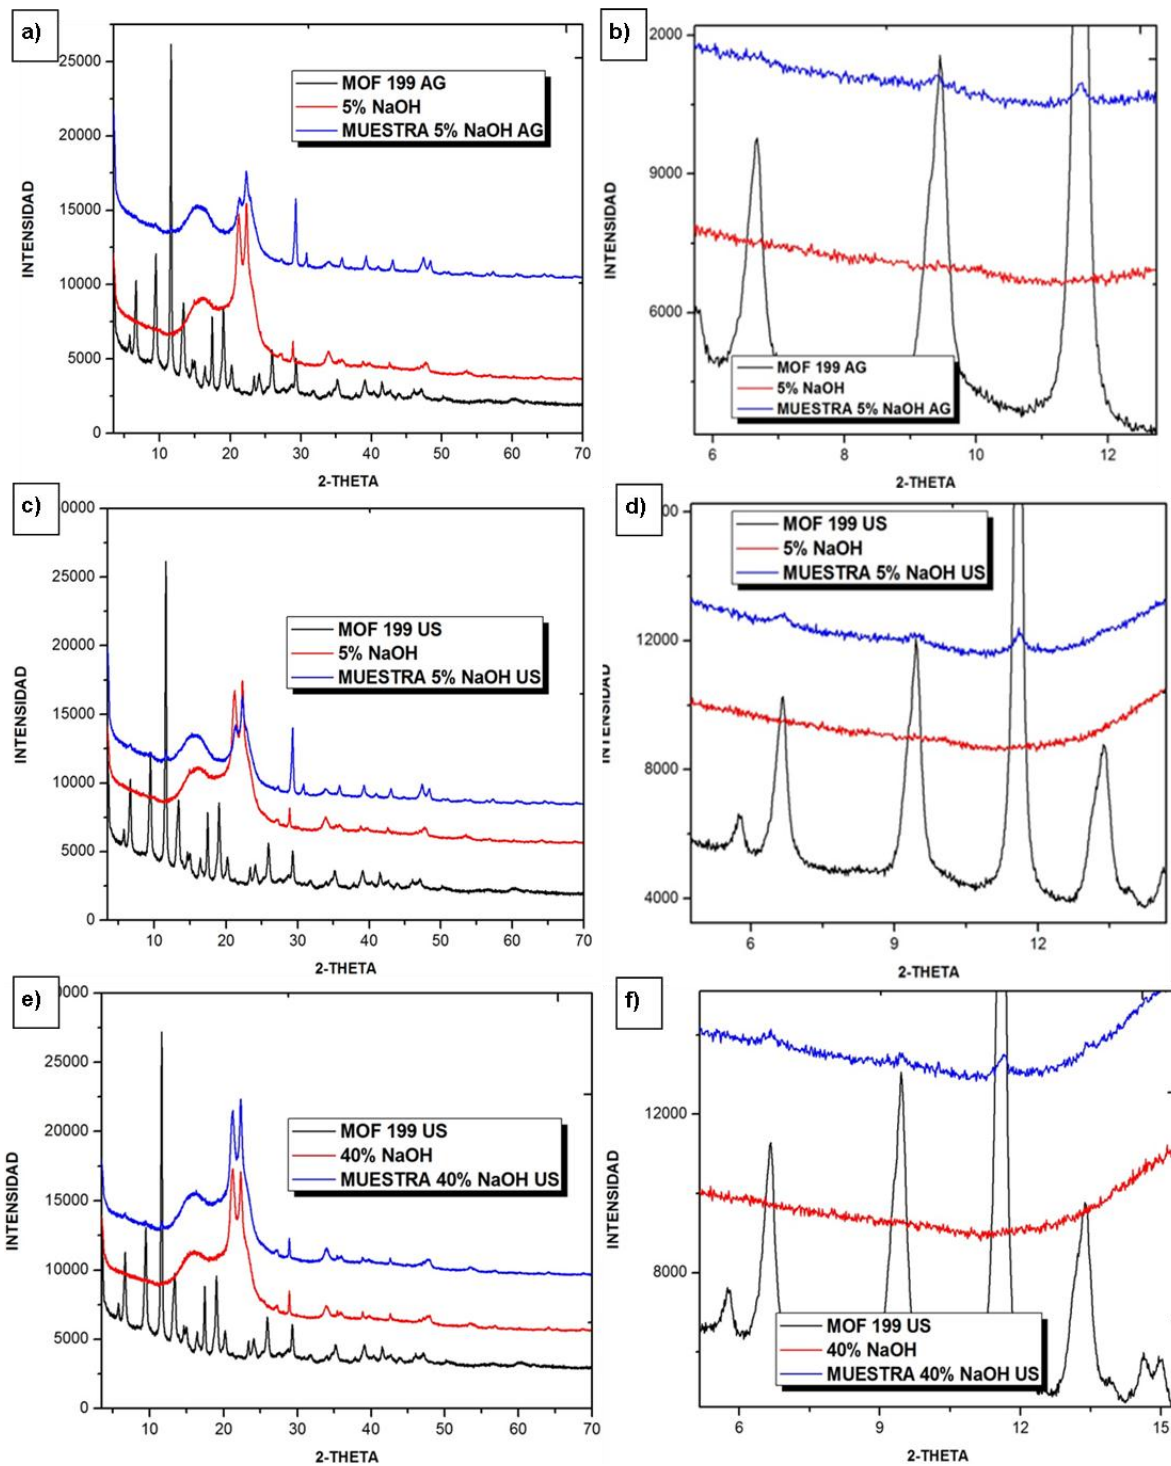 a)
25000
20000
15000
10000
5000
0
INTENSIDAD
MOF 199 AG
5% NaOH
MUESTRA 5% NaOH AG
10 20 30 40 50 60 70
2-THETA
b)
2000
9000
6000
INTENSIDAD
MOF 199 AG
5% NaOH
MUESTRA 5% NaOH AG
6 8 10 12
2-THETA
c)
0000
25000
20000
15000
10000
5000
0
INTENSIDAD
MOF 199 US
5% NaOH
MUESTRA 5% NaOH US
10 20 30 40 50 60 70
2-THETA
d)
00
12000
8000
4000
INTENSIDAD
MOF 199 US
5% NaOH
MUESTRA 5% NaOH US
6 9 12
2-THETA
e)
0000
25000
20000
15000
10000
5000
0
INTENSIDAD
MOF 199 US
40% NaOH
MUESTRA 40% NaOH US
10 20 30 40 50 60 70
2-THETA
f)
12000
8000
INTENSIDAD
MOF 199 US
40% NaOH
MUESTRA 40% NaOH US
6 9 12 15
2-THETA